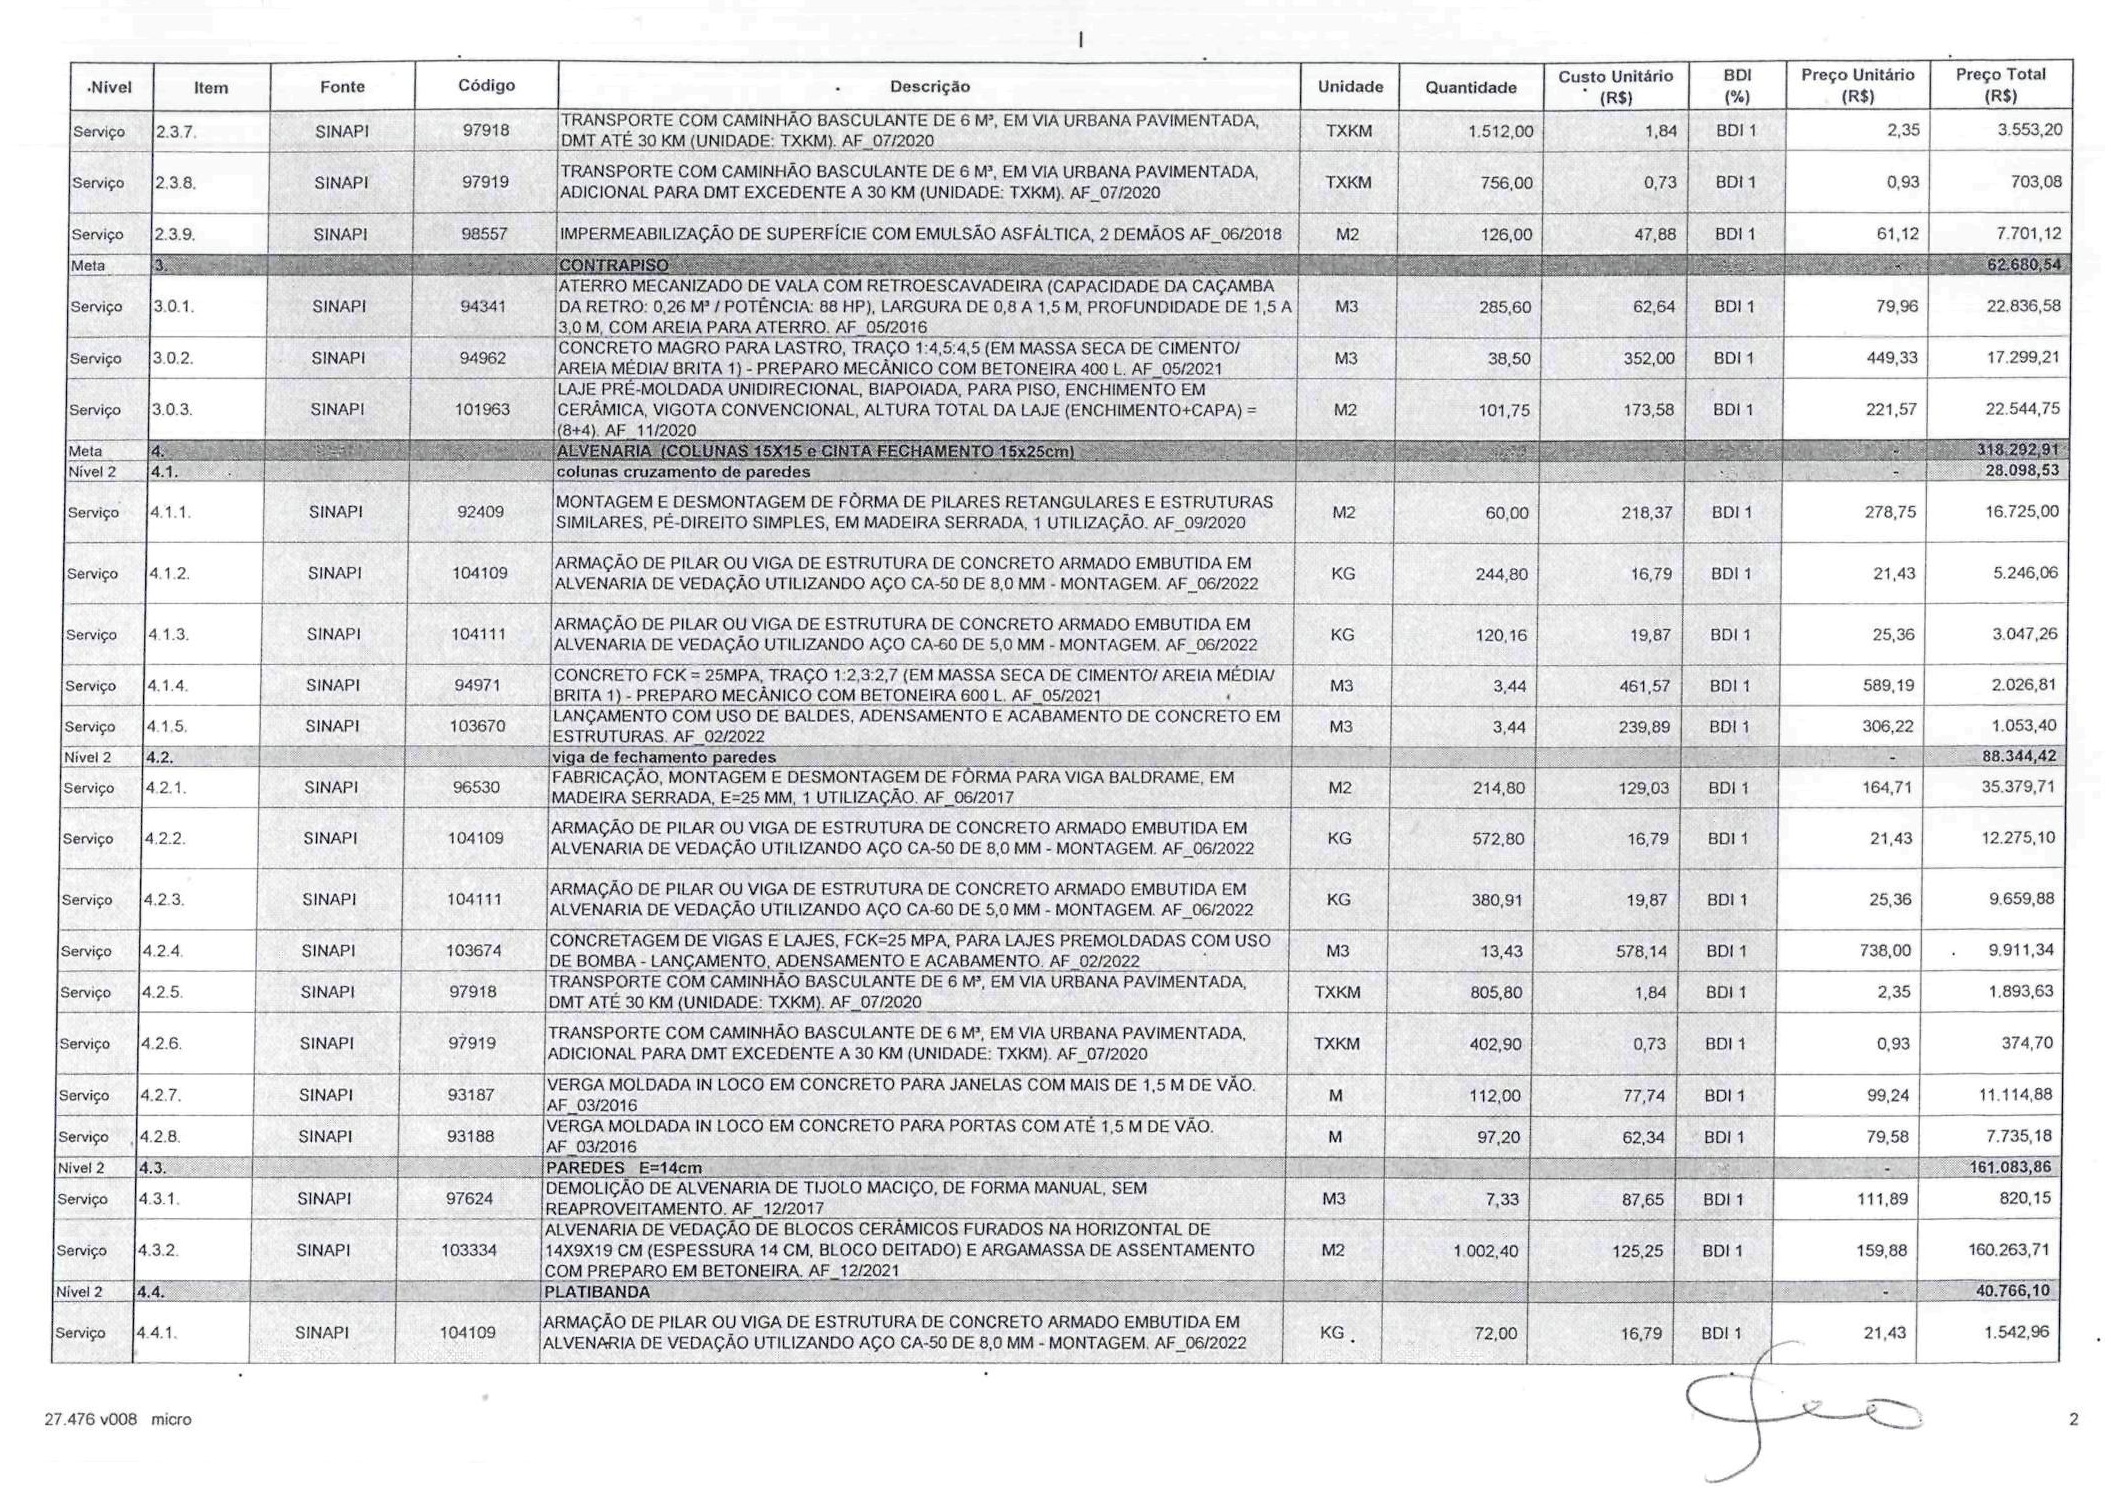 Nível Item Fonte Código Descrição Unidade Quantidade Custo Unitário (R$) BDI (%) Preço Unitário (R$) Preço Total (R$)
Serviço 2.3.7. SINAPI 97918 TRANSPORTE COM CAMINHÃO BASCULANTE DE 6 M³, EM VIA URBANA PAVIMENTADA,
DMT ATÉ 30 KM (UNIDADE: TXKM). AF_07/2020 TXKM 1.512,00 1,84 BDI 1 2,35 3.553,20
Serviço 2.3.8. SINAPI 97919 TRANSPORTE COM CAMINHÃO BASCULANTE DE 6 M³, EM VIA URBANA PAVIMENTADA,
ADICIONAL PARA DMT EXCEDENTE A 30 KM (UNIDADE: TXKM). AF_07/2020 TXKM 756,00 0,73 BDI 1 0,93 703,08
Serviço 2.3.9. SINAPI 98557 IMPERMEABILIZAÇÃO DE SUPERFÍCIE COM EMULSÃO ASFÁLTICA, 2 DEMÃOS AF_06/2018 M2 126,00 47,88 BDI 1 61,12 7.701,12
Meta 3. CONTRAPISO - 62.680,54
Serviço 3.0.1. SINAPI 94341 ATERRO MECANIZADO DE VALA COM RETROESCAVADEIRA (CAPACIDADE DA CAÇAMBA
DA RETRO: 0,26 M³ / POTÊNCIA: 88 HP), LARGURA DE 0,8 A 1,5 M, PROFUNDIDADE DE 1,5 A
3,0 M, COM AREIA PARA ATERRO. AF_05/2016 M3 285,60 62,64 BDI 1 79,96 22.836,58
Serviço 3.0.2. SINAPI 94962 CONCRETO MAGRO PARA LASTRO, TRAÇO 1:4,5:4,5 (EM MASSA SECA DE CIMENTO/
AREIA MÉDIA/ BRITA 1) - PREPARO MECÂNICO COM BETONEIRA 400 L. AF_05/2021 M3 38,50 352,00 BDI 1 449,33 17.299,21
Serviço 3.0.3. SINAPI 101963 LAJE PRÉ-MOLDADA UNIDIRECIONAL, BIAPOIADA, PARA PISO, ENCHIMENTO EM
CERÂMICA, VIGOTA CONVENCIONAL, ALTURA TOTAL DA LAJE (ENCHIMENTO+CAPA) =
(8+4). AF_11/2020 M2 101,75 173,58 BDI 1 221,57 22.544,75
Meta 4. ALVENARIA (COLUNAS 15X15 e CINTA FECHAMENTO 15x25cm) - 318.292,91
Nível 2 4.1. colunas cruzamento de paredes - 28.098,53
Serviço 4.1.1. SINAPI 92409 MONTAGEM E DESMONTAGEM DE FÔRMA DE PILARES RETANGULARES E ESTRUTURAS
SIMILARES, PÉ-DIREITO SIMPLES, EM MADEIRA SERRADA, 1 UTILIZAÇÃO. AF_09/2020 M2 60,00 218,37 BDI 1 278,75 16.725,00
Serviço 4.1.2. SINAPI 104109 ARMAÇÃO DE PILAR OU VIGA DE ESTRUTURA DE CONCRETO ARMADO EMBUTIDA EM
ALVENARIA DE VEDAÇÃO UTILIZANDO AÇO CA-50 DE 8,0 MM - MONTAGEM. AF_06/2022 KG 244,80 16,79 BDI 1 21,43 5.246,06
Serviço 4.1.3. SINAPI 104111 ARMAÇÃO DE PILAR OU VIGA DE ESTRUTURA DE CONCRETO ARMADO EMBUTIDA EM
ALVENARIA DE VEDAÇÃO UTILIZANDO AÇO CA-60 DE 5,0 MM - MONTAGEM. AF_06/2022 KG 120,16 19,87 BDI 1 25,36 3.047,26
Serviço 4.1.4. SINAPI 94971 CONCRETO FCK = 25MPA, TRAÇO 1:2,3:2,7 (EM MASSA SECA DE CIMENTO/ AREIA MÉDIA/
BRITA 1) - PREPARO MECÂNICO COM BETONEIRA 600 L. AF_05/2021 M3 3,44 461,57 BDI 1 589,19 2.026,81
Serviço 4.1.5. SINAPI 103670 LANÇAMENTO COM USO DE BALDES, ADENSAMENTO E ACABAMENTO DE CONCRETO EM
ESTRUTURAS. AF_02/2022 M3 3,44 239,89 BDI 1 306,22 1.053,40
Nível 2 4.2. viga de fechamento paredes - 88.344,42
Serviço 4.2.1. SINAPI 96530 FABRICAÇÃO, MONTAGEM E DESMONTAGEM DE FÔRMA PARA VIGA BALDRAME, EM
MADEIRA SERRADA, E=25 MM, 1 UTILIZAÇÃO. AF_06/2017 M2 214,80 129,03 BDI 1 164,71 35.379,71
Serviço 4.2.2. SINAPI 104109 ARMAÇÃO DE PILAR OU VIGA DE ESTRUTURA DE CONCRETO ARMADO EMBUTIDA EM
ALVENARIA DE VEDAÇÃO UTILIZANDO AÇO CA-50 DE 8,0 MM - MONTAGEM. AF_06/2022 KG 572,80 16,79 BDI 1 21,43 12.275,10
Serviço 4.2.3. SINAPI 104111 ARMAÇÃO DE PILAR OU VIGA DE ESTRUTURA DE CONCRETO ARMADO EMBUTIDA EM
ALVENARIA DE VEDAÇÃO UTILIZANDO AÇO CA-60 DE 5,0 MM - MONTAGEM. AF_06/2022 KG 380,91 19,87 BDI 1 25,36 9.659,88
Serviço 4.2.4. SINAPI 103674 CONCRETAGEM DE VIGAS E LAJES, FCK=25 MPA, PARA LAJES PREMOLDADAS COM USO
DE BOMBA - LANÇAMENTO, ADENSAMENTO E ACABAMENTO. AF_02/2022 M3 13,43 578,14 BDI 1 738,00 9.911,34
Serviço 4.2.5. SINAPI 97918 TRANSPORTE COM CAMINHÃO BASCULANTE DE 6 M³, EM VIA URBANA PAVIMENTADA,
DMT ATÉ 30 KM (UNIDADE: TXKM). AF_07/2020 TXKM 805,80 1,84 BDI 1 2,35 1.893,63
Serviço 4.2.6. SINAPI 97919 TRANSPORTE COM CAMINHÃO BASCULANTE DE 6 M³, EM VIA URBANA PAVIMENTADA,
ADICIONAL PARA DMT EXCEDENTE A 30 KM (UNIDADE: TXKM). AF_07/2020 TXKM 402,90 0,73 BDI 1 0,93 374,70
Serviço 4.2.7. SINAPI 93187 VERGA MOLDADA IN LOCO EM CONCRETO PARA JANELAS COM MAIS DE 1,5 M DE VÃO.
AF_03/2016 M 112,00 77,74 BDI 1 99,24 11.114,88
Serviço 4.2.8. SINAPI 93188 VERGA MOLDADA IN LOCO EM CONCRETO PARA PORTAS COM ATÉ 1,5 M DE VÃO.
AF_03/2016 M 97,20 62,34 BDI 1 79,58 7.735,18
Nível 2 4.3. PAREDES E=14cm - 161.083,86
Serviço 4.3.1. SINAPI 97624 DEMOLIÇÃO DE ALVENARIA DE TIJOLO MACIÇO, DE FORMA MANUAL, SEM
REAPROVEITAMENTO. AF_12/2017 M3 7,33 87,65 BDI 1 111,89 820,15
Serviço 4.3.2. SINAPI 103334 ALVENARIA DE VEDAÇÃO DE BLOCOS CERÂMICOS FURADOS NA HORIZONTAL DE
14X9X19 CM (ESPESSURA 14 CM, BLOCO DEITADO) E ARGAMASSA DE ASSENTAMENTO
COM PREPARO EM BETONEIRA. AF_12/2021 M2 1.002,40 125,25 BDI 1 159,88 160.263,71
Nível 2 4.4. PLATIBANDA - 40.766,10
Serviço 4.4.1. SINAPI 104109 ARMAÇÃO DE PILAR OU VIGA DE ESTRUTURA DE CONCRETO ARMADO EMBUTIDA EM
ALVENARIA DE VEDAÇÃO UTILIZANDO AÇO CA-50 DE 8,0 MM - MONTAGEM. AF_06/2022 KG 72,00 16,79 BDI 1 21,43 1.542,96
27.476 v008 micro 2